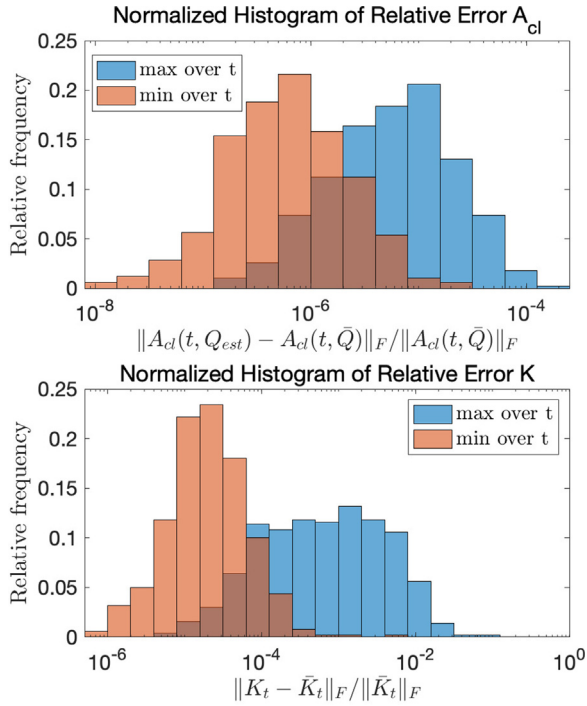 Normalized Histogram of Relative Error A_cl
0.25
0.2
0.15
0.1
0.05
0
Relative frequency
max over t
min over t
10^-8
10^-6
10^-4
‖A_cl(t, Q_est) − A_cl(t, Q̄)‖_F/‖A_cl(t, Q̄)‖_F
Normalized Histogram of Relative Error K
0.25
0.2
0.15
0.1
0.05
0
Relative frequency
max over t
min over t
10^-6
10^-4
10^-2
10^0
‖K_t − K̄_t‖_F/‖K̄_t‖_F